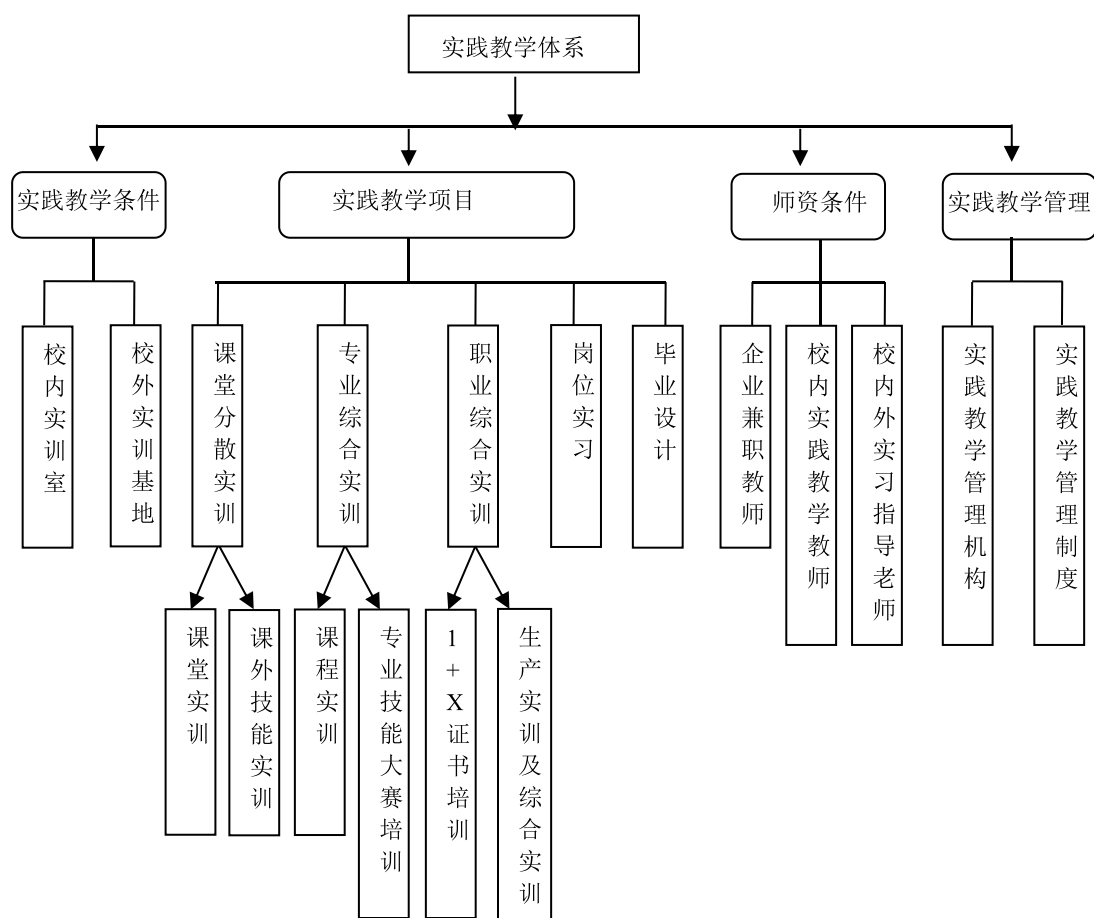 实践教学体系
实践教学条件
实践教学项目
师资条件
实践教学管理
校内实训室
校外实训基地
课堂分散实训
专业综合实训
职业综合实训
岗位实习
毕业设计
企业兼职教师
校内实践教学教师
校内外实习指导老师
实践教学管理机构
实践教学管理制度
课堂实训
课外技能实训
课程实训
专业技能大赛培训
1+X证书培训
生产实训及综合实训